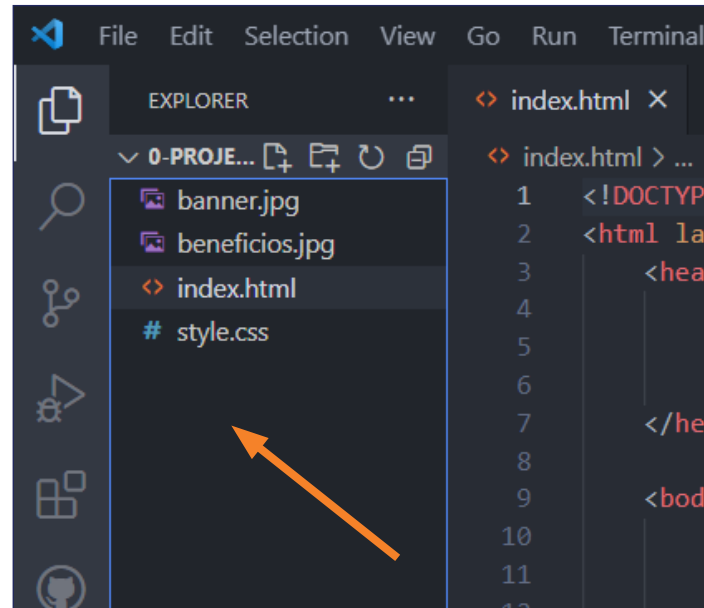 File Edit Selection View Go Run Terminal
EXPLORER ... index.html
0-PROJE... index.html > ...
banner.jpg
beneficios.jpg
index.html
# style.css
1 <!DOCTYP
2 <html la
3 <hea
4
5
6
7 </he
8
9 <bod
10
11
12